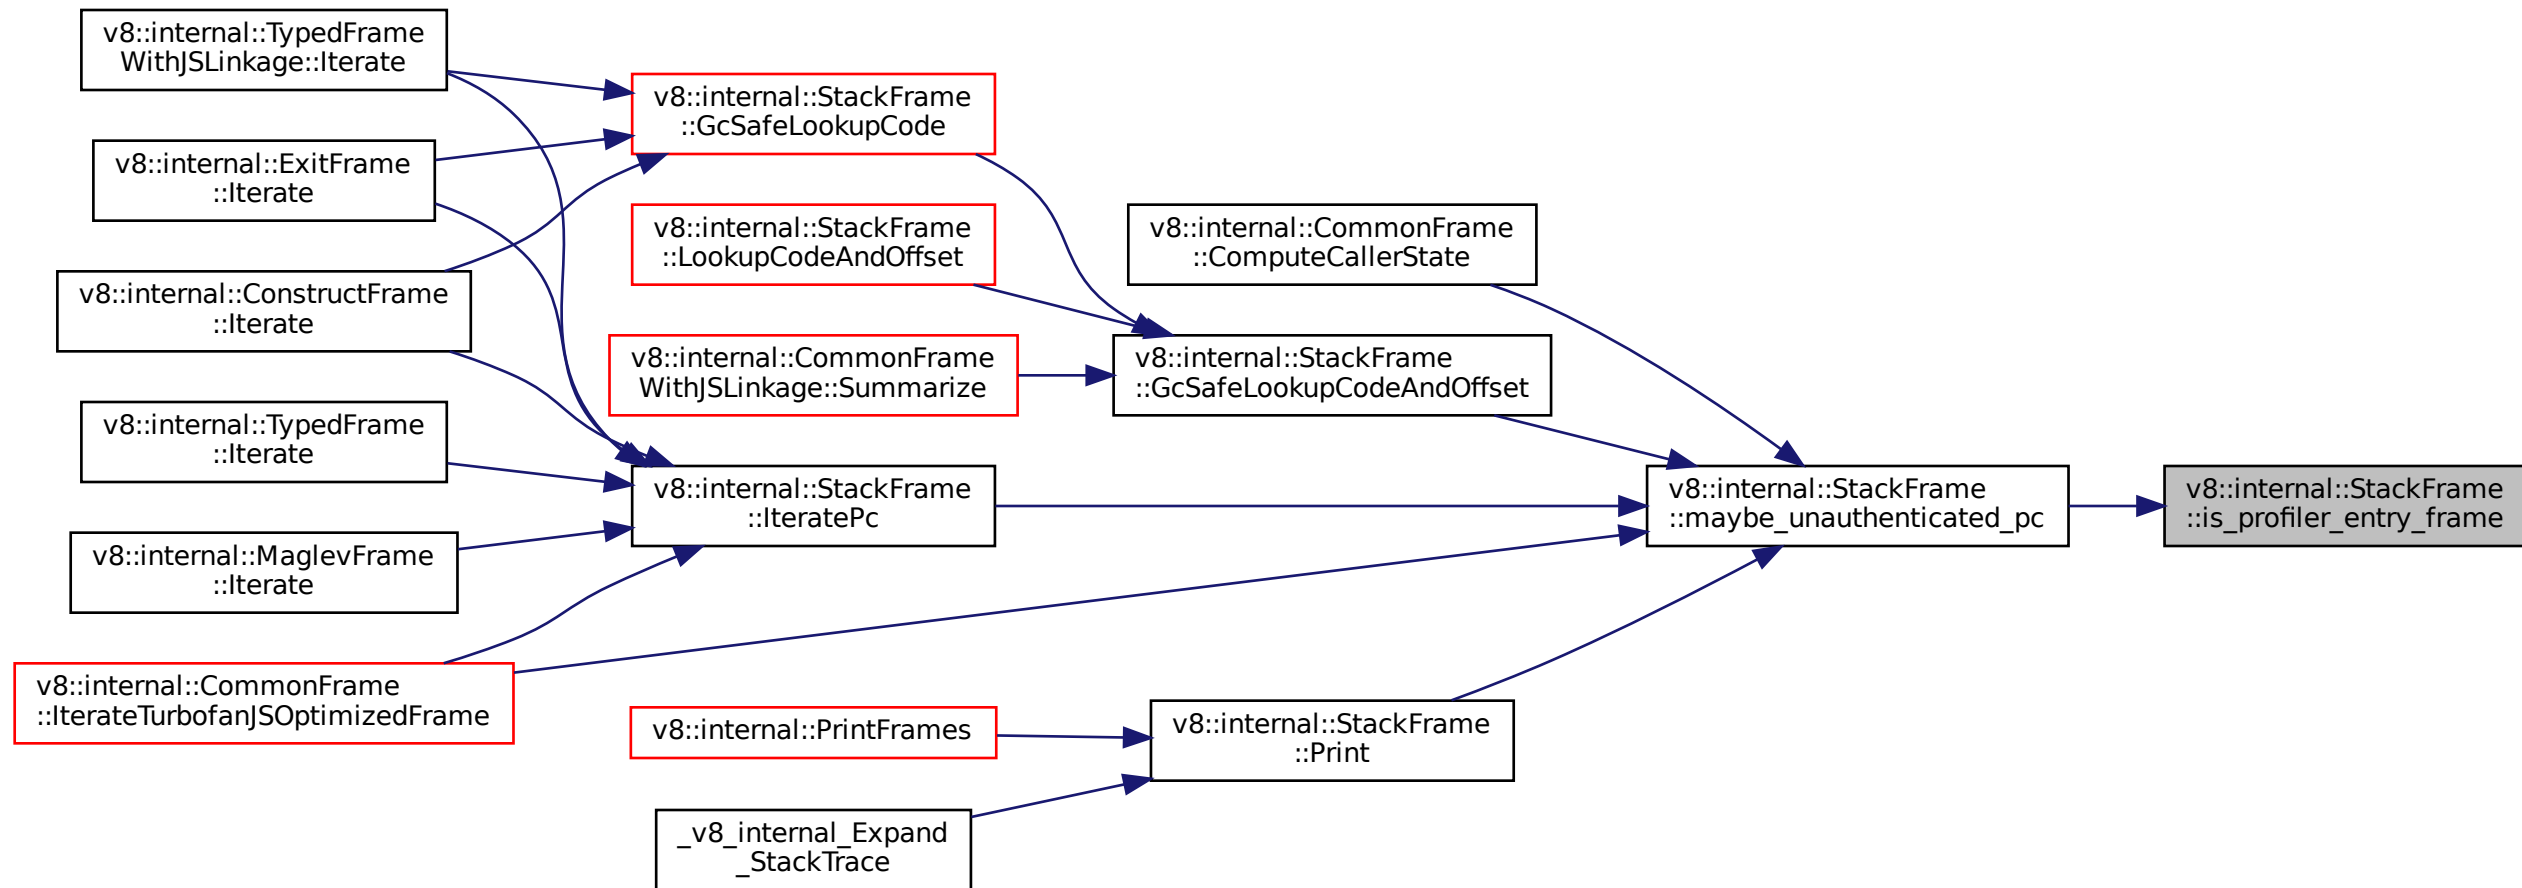 v8::internal::TypedFrame
WithJSLinkage::Iterate
v8::internal::ExitFrame
::Iterate
v8::internal::ConstructFrame
::Iterate
v8::internal::TypedFrame
::Iterate
v8::internal::MaglevFrame
::Iterate
v8::internal::CommonFrame
::IterateTurbofanJSOptimizedFrame
v8::internal::StackFrame
::GcSafeLookupCode
v8::internal::StackFrame
::LookupCodeAndOffset
v8::internal::CommonFrame
WithJSLinkage::Summarize
v8::internal::StackFrame
::IteratePc
v8::internal::PrintFrames
_v8_internal_Expand
_StackTrace
v8::internal::CommonFrame
::ComputeCallerState
v8::internal::StackFrame
::GcSafeLookupCodeAndOffset
v8::internal::StackFrame
::Print
v8::internal::StackFrame
::maybe_unauthenticated_pc
v8::internal::StackFrame
::is_profiler_entry_frame